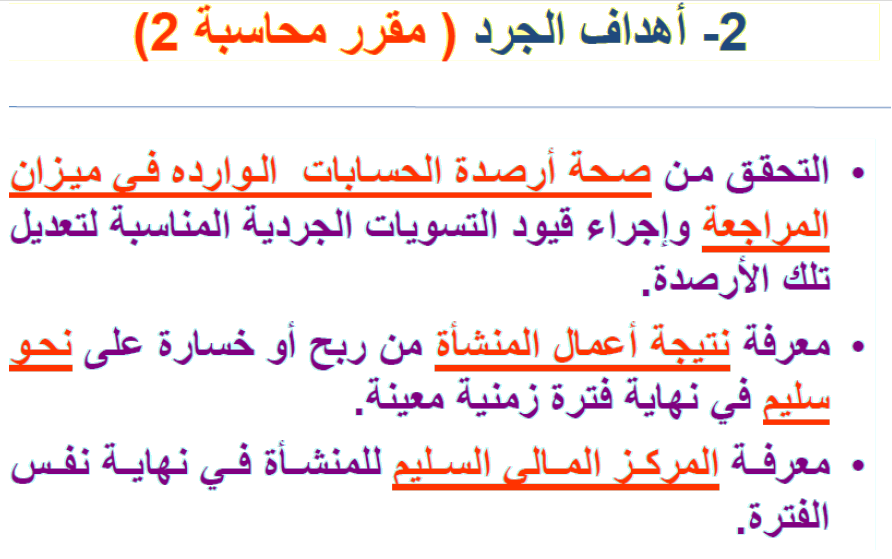 2- أهداف الجرد ( مقرر محاسبة 2)
• التحقق من صحة أرصدة الحسابات الوارده في ميزان
المراجعة وإجراء قيود التسويات الجردية المناسبة لتعديل
تلك الأرصدة.
• معرفة نتيجة أعمال المنشأة من ربح أو خسارة على نحو
سليم في نهاية فترة زمنية معينة.
• معرفة المركز المالي السليم للمنشأة في نهاية نفس
الفترة.